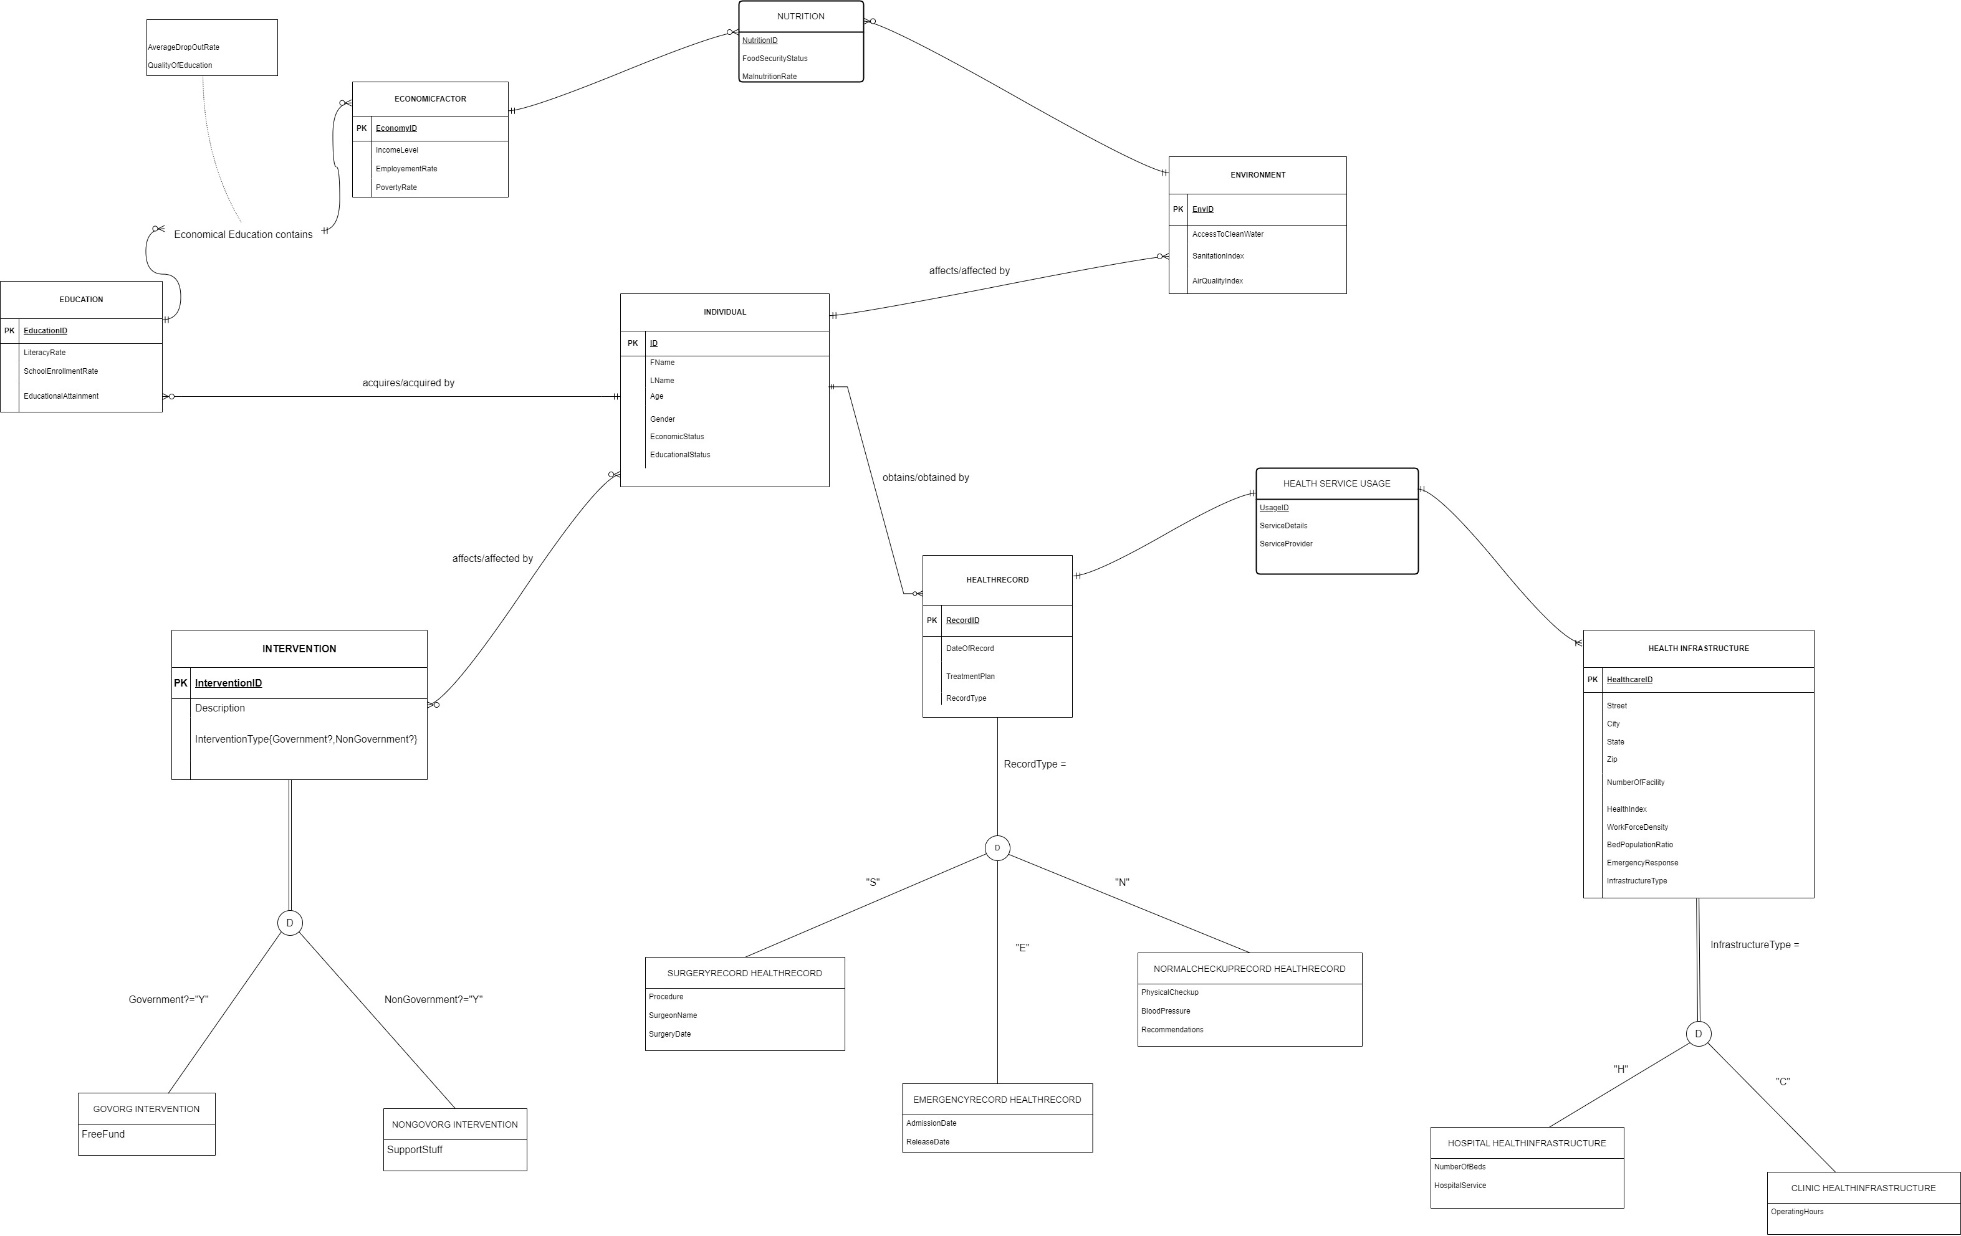 NUTRITION
NutritionID
FoodSecurityStatus
MalnutritionRate
AverageDropOutRate
QualityOfEducation
ECONOMICFACTOR
PK EconomyID
IncomeLevel
EmployementRate
PovertyRate
Economical Education contains
ENVIRONMENT
PK EnvID
AccessToCleanWater
SanitationIndex
AirQualityIndex
affects/affected by
EDUCATION
PK EducationID
LiteracyRate
SchoolEnrollmentRate
EducationalAttainment
acquires/acquired by
INDIVIDUAL
PK ID
FName
LName
Age
Gender
EconomicStatus
EducationalStatus
obtains/obtained by
HEALTH SERVICE USAGE
UsageID
ServiceDetails
ServiceProvider
affects/affected by
HEALTHRECORD
PK RecordID
DateOfRecord
TreatmentPlan
RecordType
INTERVENTION
PK InterventionID
Description
InterventionType{Government?,NonGovernment?}
HEALTH INFRASTRUCTURE
PK HealthcareID
Street
City
State
Zip
NumberOfFacility
HealthIndex
WorkForceDensity
BedPopulationRatio
EmergencyResponse
InfrastructureType
RecordType =
D
"S"
"N"
"E"
D
Government?="Y"
NonGovernment?="Y"
InfrastructureType =
D
"H"
"C"
SURGERYRECORD HEALTHRECORD
Procedure
SurgeonName
SurgeryDate
NORMALCHECKUPRECORD HEALTHRECORD
PhysicalCheckup
BloodPressure
Recommendations
EMERGENCYRECORD HEALTHRECORD
AdmissionDate
ReleaseDate
GOVORG INTERVENTION
FreeFund
NONGOVORG INTERVENTION
SupportStuff
HOSPITAL HEALTHINFRASTRUCTURE
NumberOfBeds
HospitalService
CLINIC HEALTHINFRASTRUCTURE
OperatingHours